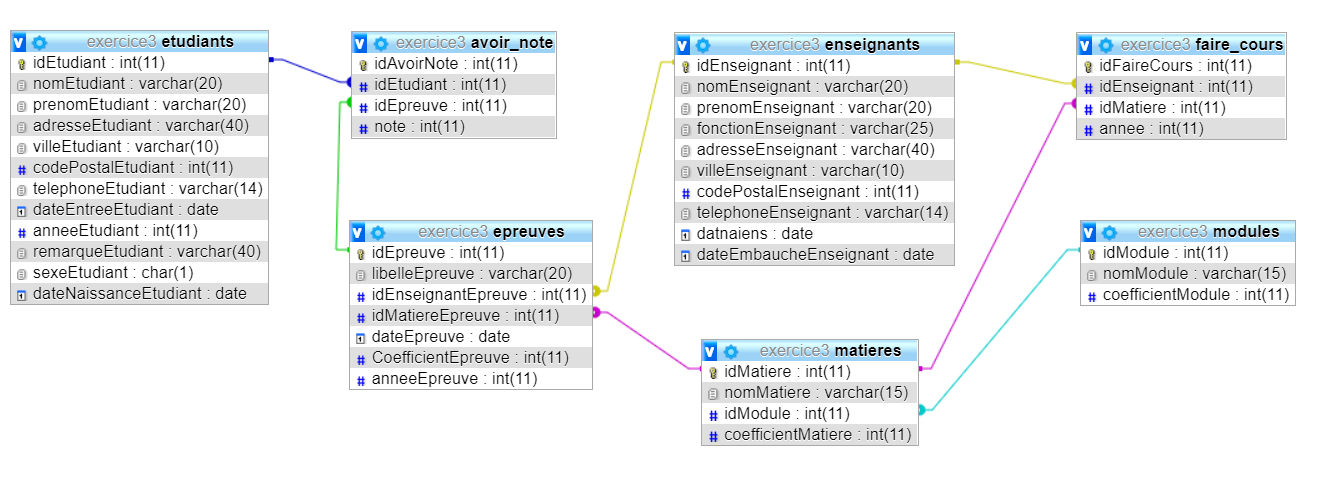 exercice3 etudiants
idEtudiant : int(11)
nomEtudiant : varchar(20)
prenomEtudiant : varchar(20)
adresseEtudiant : varchar(40)
villeEtudiant : varchar(10)
codePostalEtudiant : int(11)
telephoneEtudiant : varchar(14)
dateEntreeEtudiant : date
anneeEtudiant : int(11)
remarqueEtudiant : varchar(40)
sexeEtudiant : char(1)
dateNaissanceEtudiant : date
exercice3 avoir_note
idAvoirNote : int(11)
idEtudiant : int(11)
idEpreuve : int(11)
note : int(11)
exercice3 epreuves
idEpreuve : int(11)
libelleEpreuve : varchar(20)
idEnseignantEpreuve : int(11)
idMatiereEpreuve : int(11)
dateEpreuve : date
CoefficientEpreuve : int(11)
anneeEpreuve : int(11)
exercice3 enseignants
idEnseignant : int(11)
nomEnseignant : varchar(20)
prenomEnseignant : varchar(20)
fonctionEnseignant : varchar(25)
adresseEnseignant : varchar(40)
villeEnseignant : varchar(10)
codePostalEnseignant : int(11)
telephoneEnseignant : varchar(14)
datnaiens : date
dateEmbaucheEnseignant : date
exercice3 matieres
idMatiere : int(11)
nomMatiere : varchar(15)
idModule : int(11)
coefficientMatiere : int(11)
exercice3 faire_cours
idFaireCours : int(11)
idEnseignant : int(11)
idMatiere : int(11)
annee : int(11)
exercice3 modules
idModule : int(11)
nomModule : varchar(15)
coefficientModule : int(11)